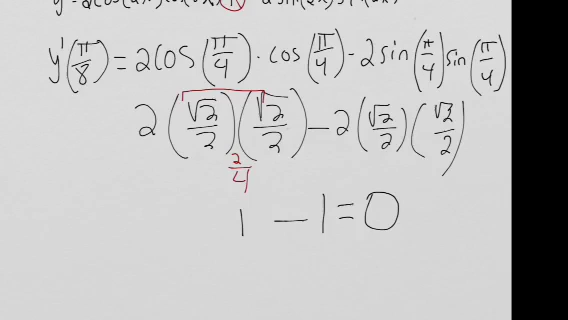 y'(π/8) = 2cos(π/4) · cos(π/4) - 2sin(π/4)sin(π/4)
2(√2/2)(√2/2) - 2(√2/2)(√2/2)
2/4
1 - 1 = 0